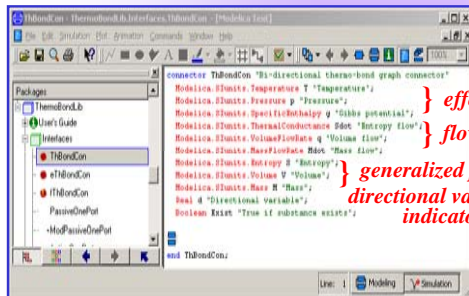 ThBondCon - ThermoBondLib.Interfaces.ThBondCon - [Modelica Text]
File Edit Simulation Plot Animation Commands Window Help
100%
Packages
ThermoBondLib
User's Guide
Interfaces
ThBondCon
eThBondCon
fThBondCon
PassiveOnePort
ModPassiveOnePort
connector ThBondCon "Bi-directional thermo-bond graph connector"
Modelica.SIunits.Temperature T "Temperature";
Modelica.SIunits.Pressure p "Pressure";
Modelica.SIunits.SpecificEnthalpy g "Gibbs potential";
Modelica.SIunits.ThermalConductance Sdot "Entropy flow";
Modelica.SIunits.VolumeFlowRate q "Volume flow";
Modelica.SIunits.MassFlowRate Mdot "Mass flow";
Modelica.SIunits.Entropy S "Entropy";
Modelica.SIunits.Volume V "Volume";
Modelica.SIunits.Mass M "Mass";
Real d "Directional variable";
Boolean Exist "True if substance exists";
end ThBondCon;
} effo
} flow
} generalized p
directional va
indicato
Line: 1 Modeling Simulation